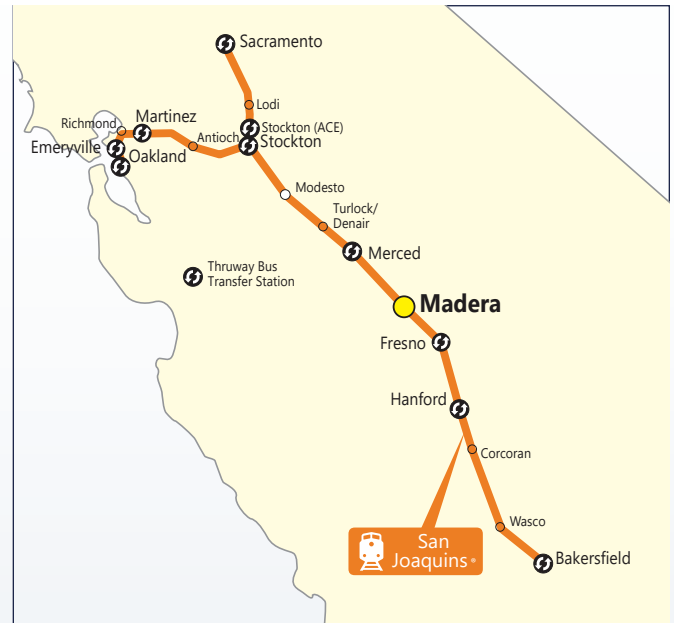 Sacramento
Lodi
Richmond
Martinez
Stockton (ACE)
Antioch
Stockton
Emeryville
Oakland
Modesto
Turlock/
Denair
Merced
Thruway Bus
Transfer Station
Madera
Fresno
Hanford
Corcoran
Wasco
San
Joaquins
Bakersfield